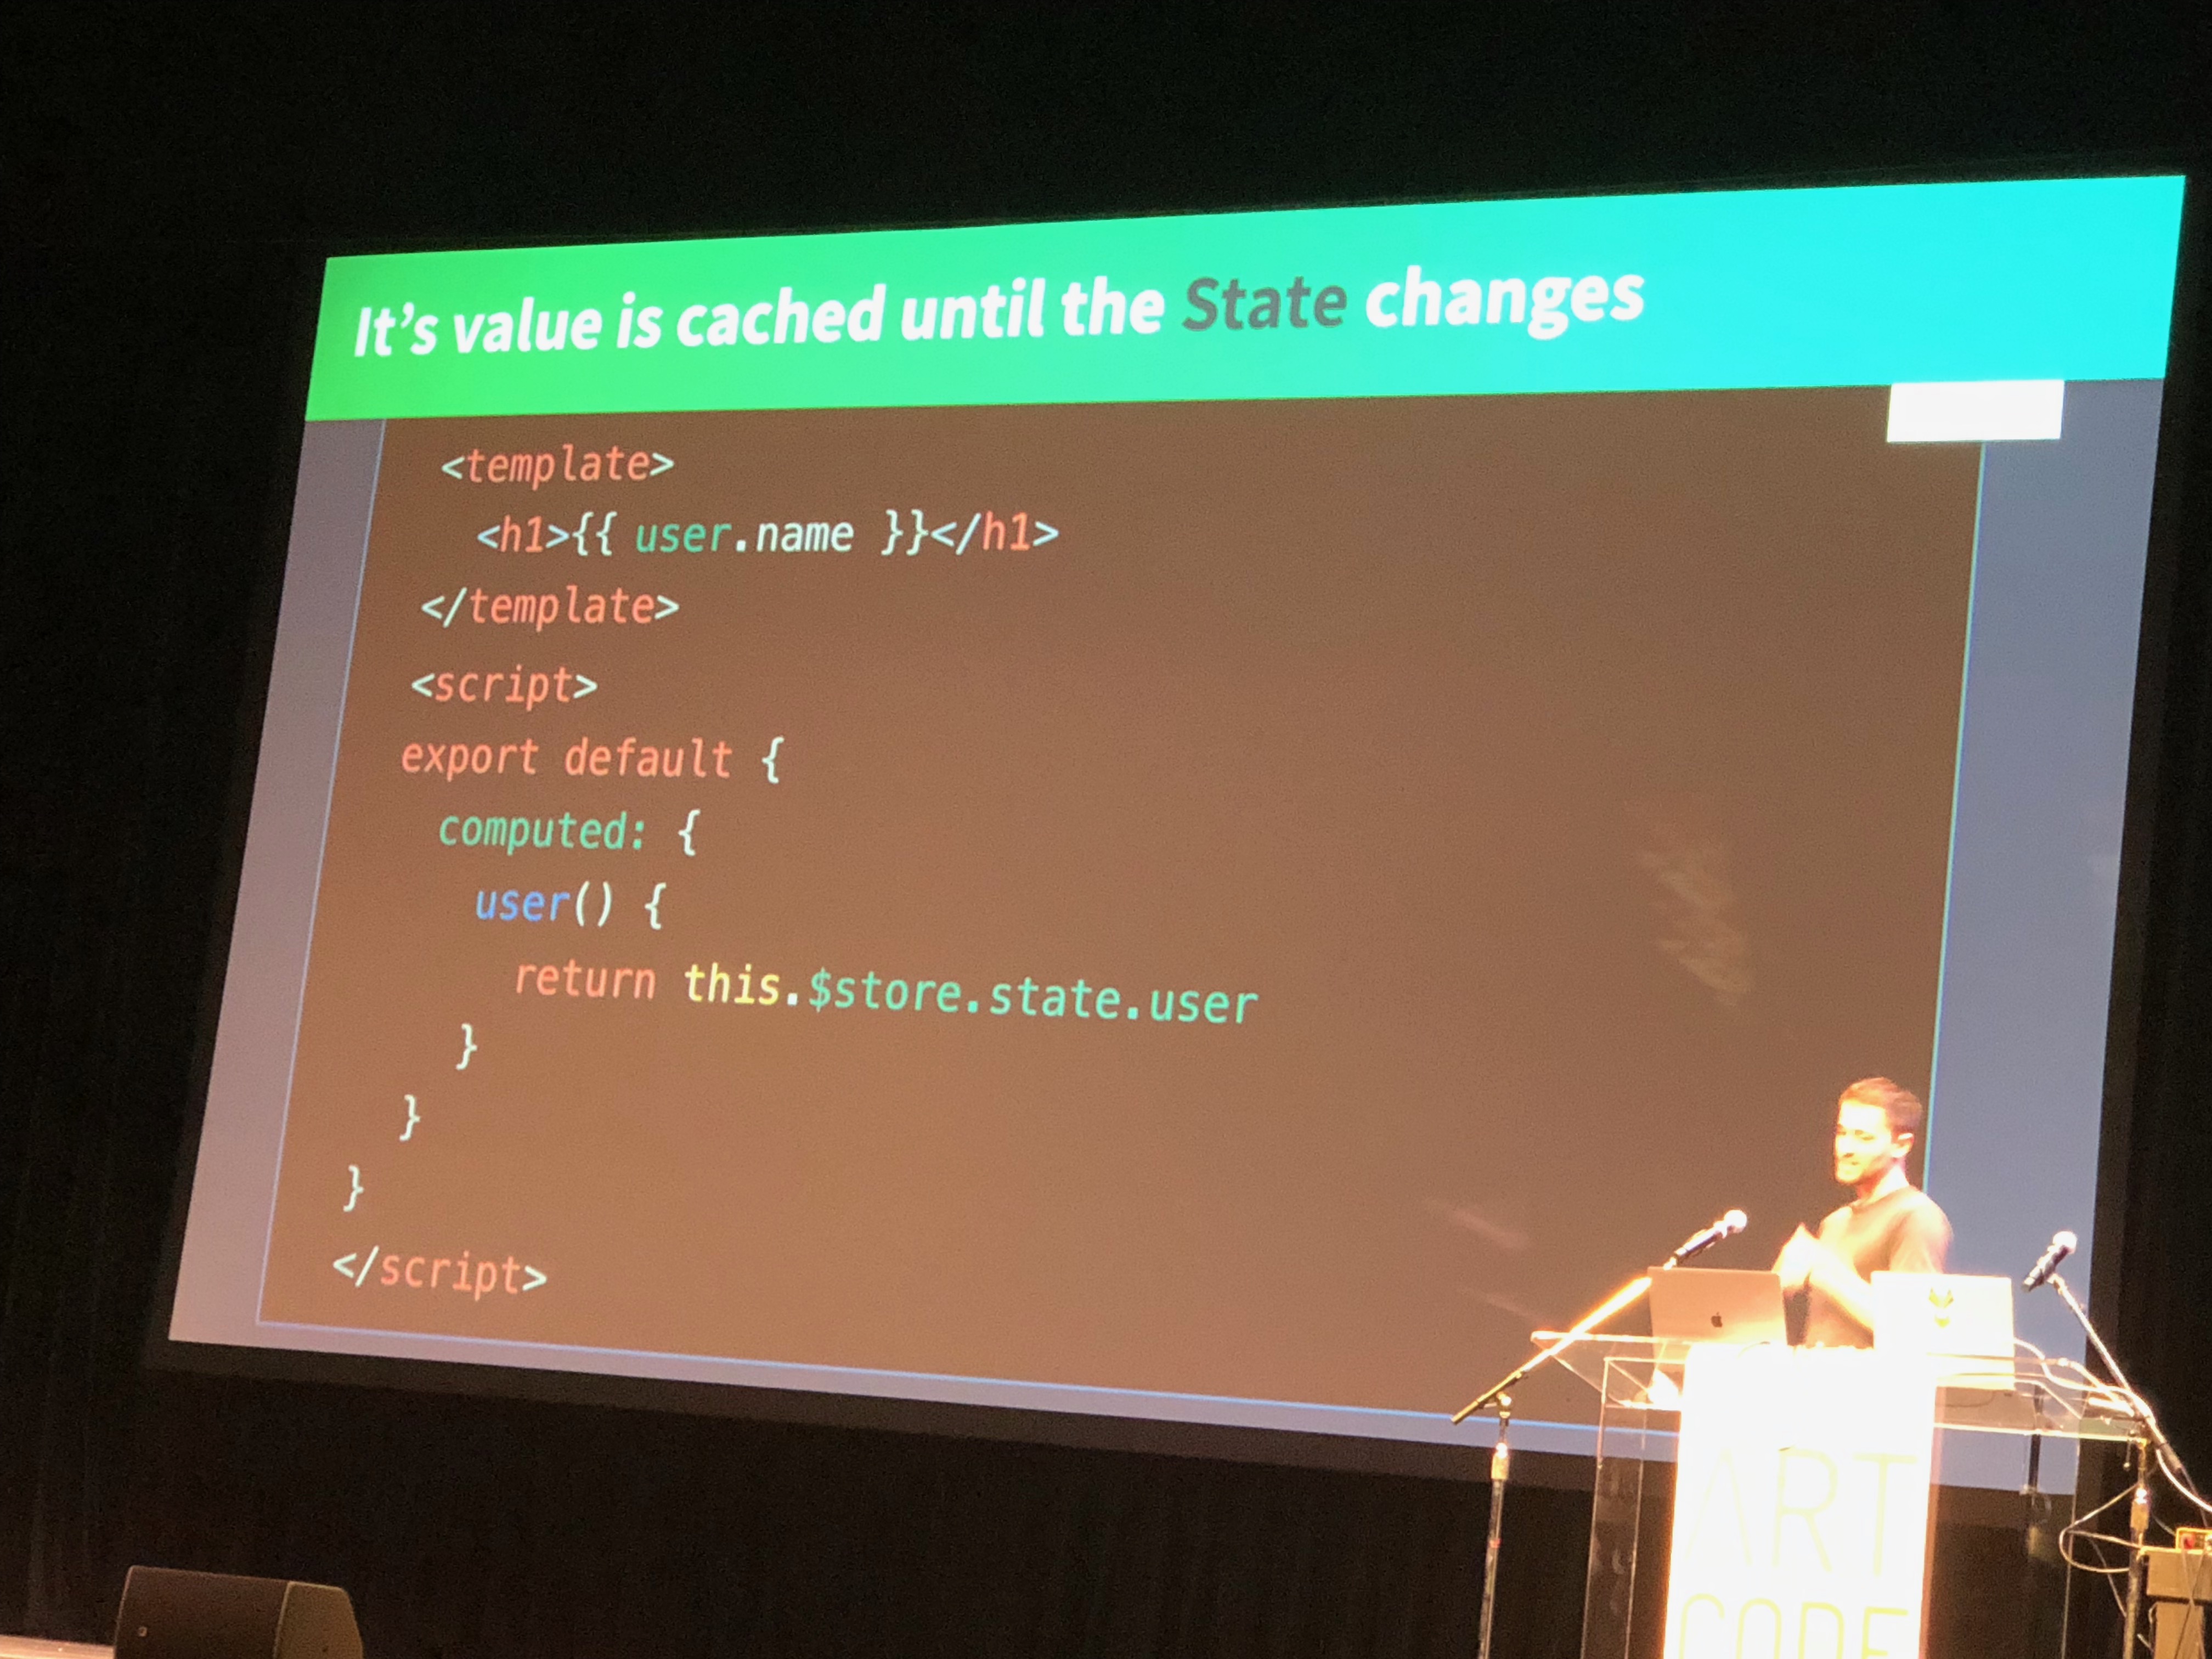 It's value is cached until the State changes
<template>
<h1>{{ user.name }}</h1>
</template>
<script>
export default {
computed: {
user() {
return this.$store.state.user
}
}
}
</script>
ART
CODE